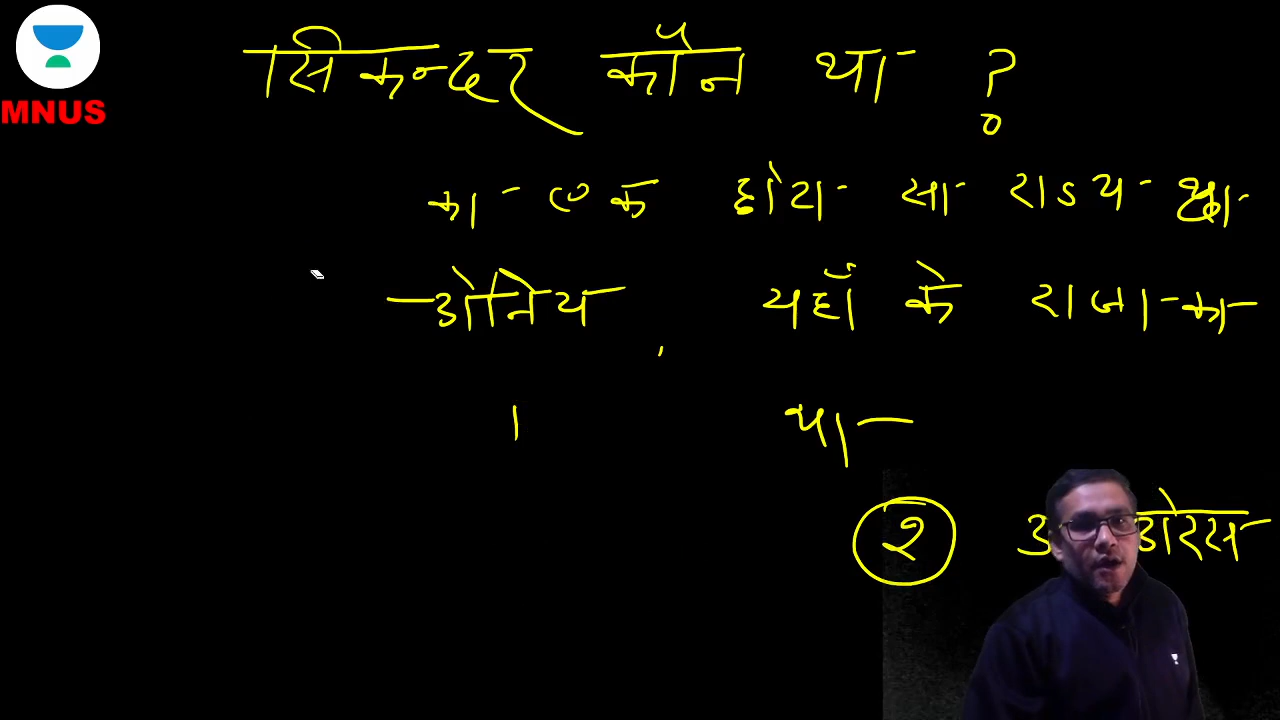 MNUS
सिकन्दर कौन था ?
का एक छोटा सा राज्य था
डोनिय यहाँ के राजा का
था
२